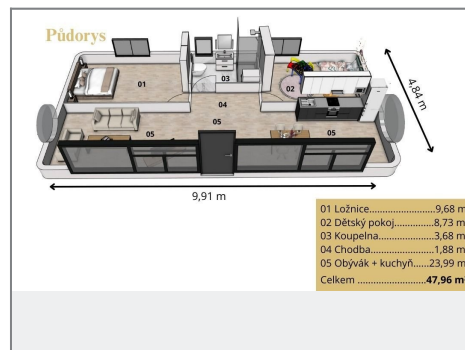 Půdorys
01
03
02
04
05
05
05
4,84 m
9,91 m
01 Ložnice........................9,68 m
02 Dětský pokoj..............8,73 m
03 Koupelna....................3,68 m
04 Chodba.......................1,88 m
05 Obývák + kuchyň......23,99 m
Celkem ........................47,96 m